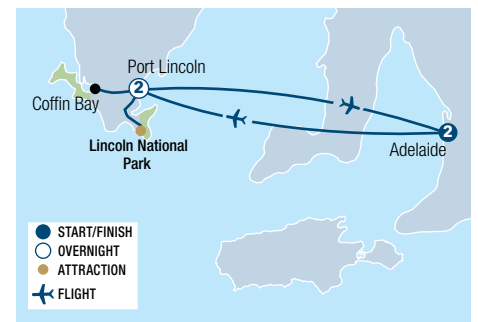 Port Lincoln
2
Coffin Bay
2
Adelaide
Lincoln National
Park
START/FINISH
OVERNIGHT
ATTRACTION
FLIGHT